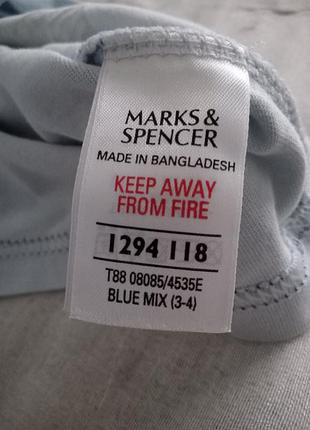 MARKS &
SPENCER
MADE IN BANGLADESH
KEEP AWAY
FROM FIRE
1294 118
T88 08085/4535E
BLUE MIX (3-4)